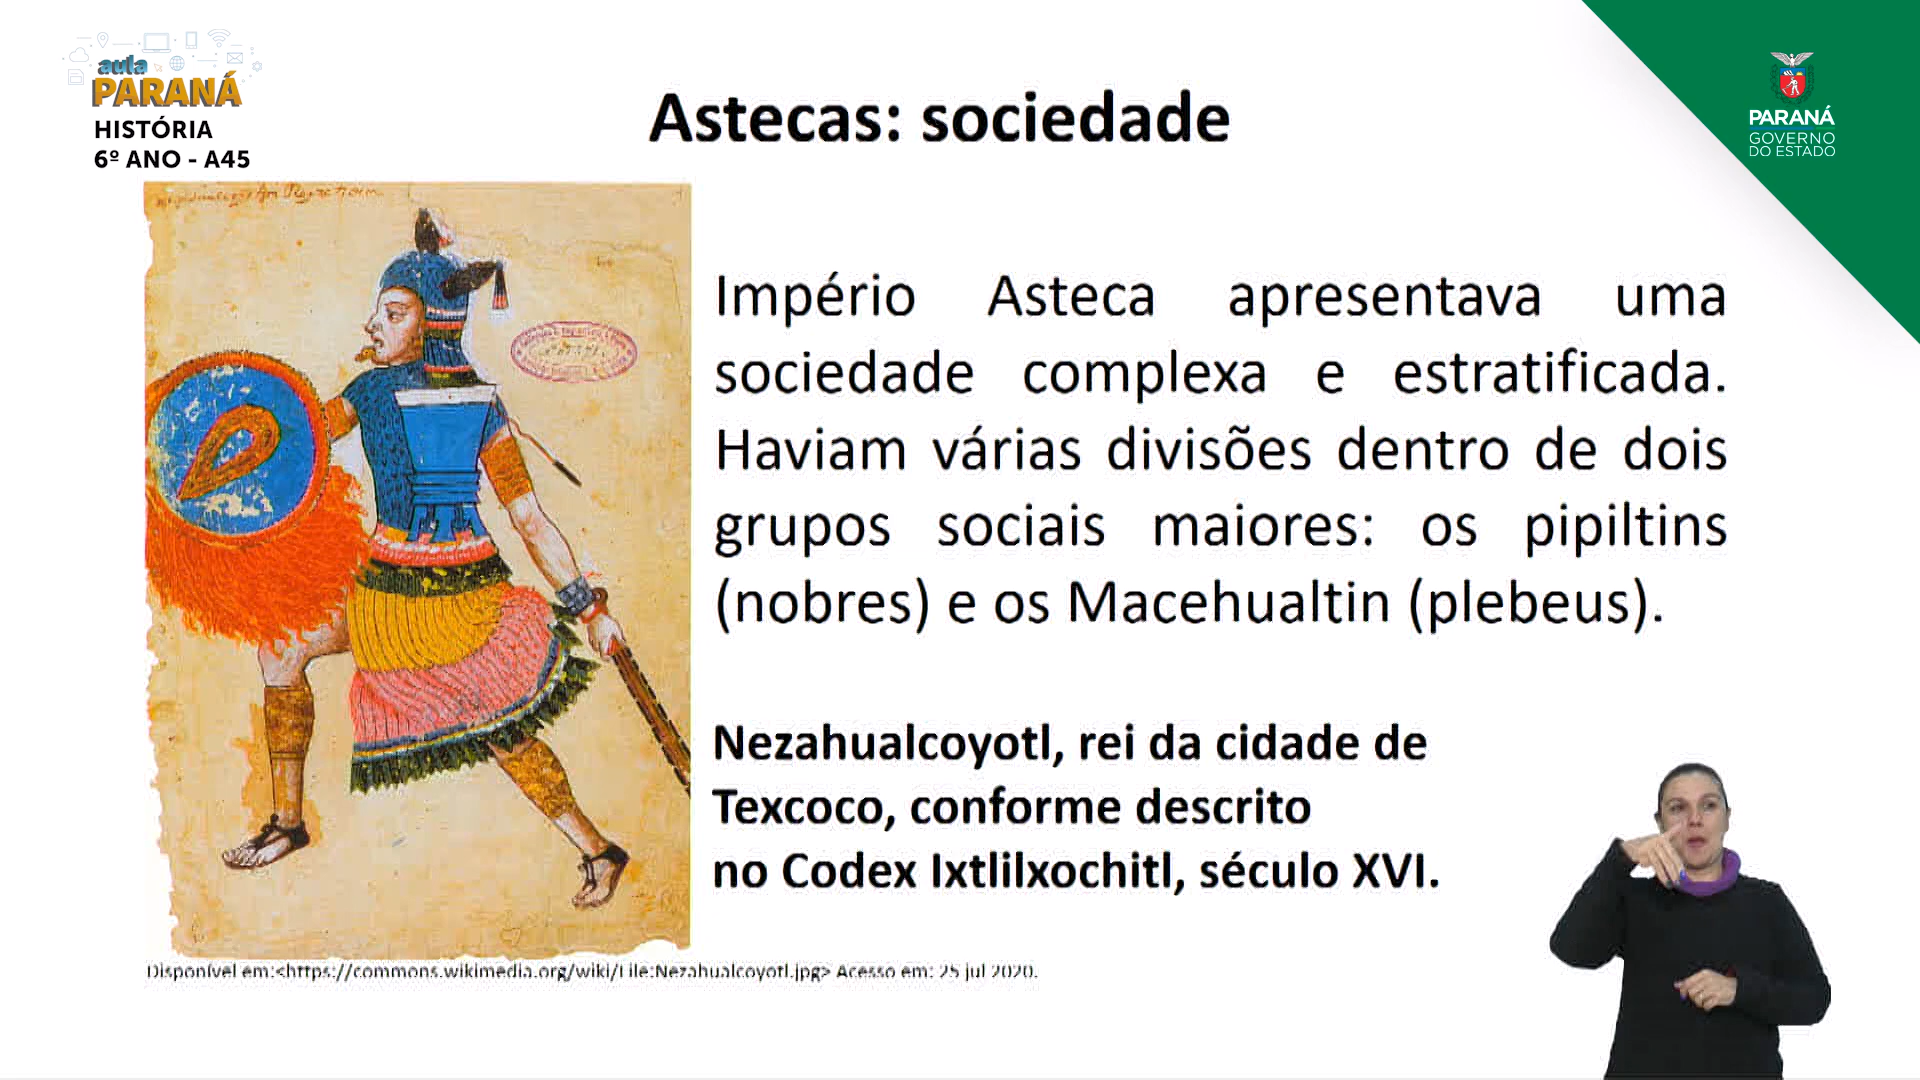 aula
PARANÁ
HISTÓRIA
6º ANO - A45
Astecas: sociedade
PARANÁ
GOVERNO
DO ESTADO
Império Asteca apresentava uma
sociedade complexa e estratificada.
Haviam várias divisões dentro de dois
grupos sociais maiores: os pipiltins
(nobres) e os Macehualtin (plebeus).
Nezahualcoyotl, rei da cidade de
Texcoco, conforme descrito
no Codex Ixtlilxochitl, século XVI.
Disponível em:<https://commons.wikimedia.org/wiki/File:Nezahualcoyotl.jpg> Acesso em: 25 jul 2020.